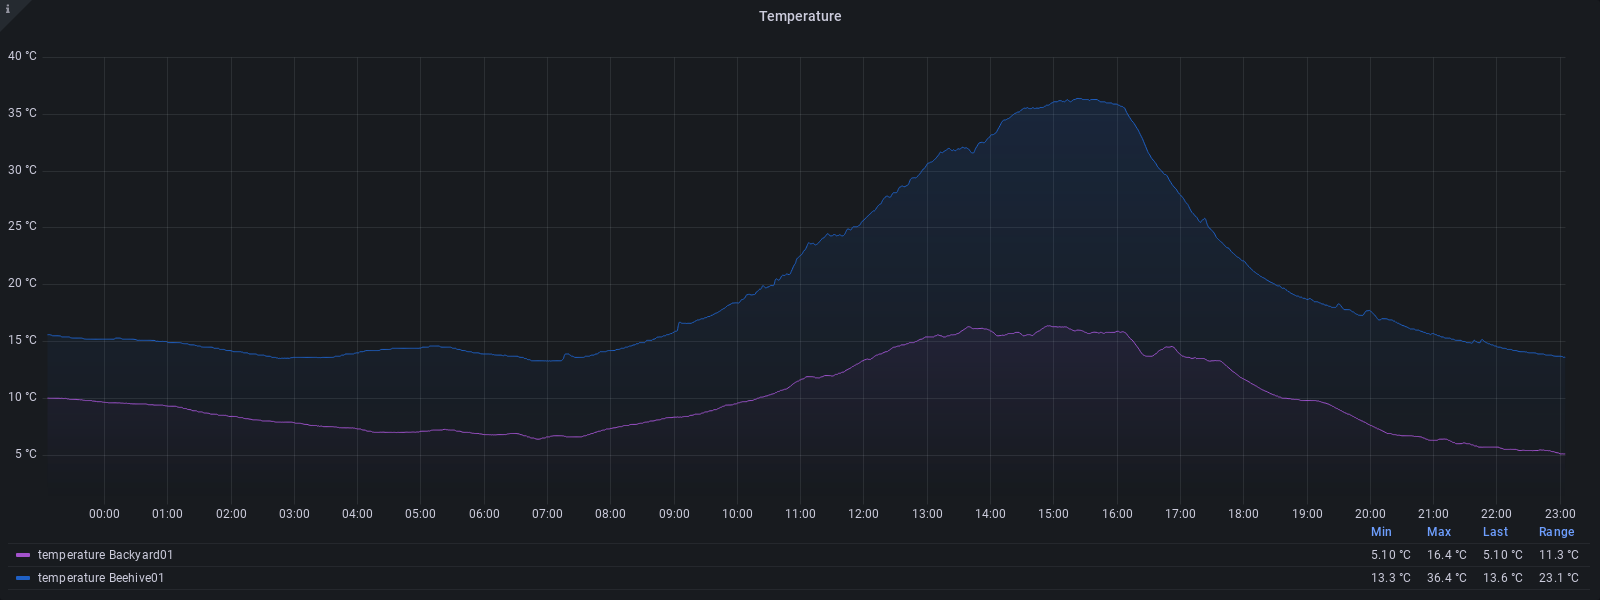 i
Temperature
40 °C
35 °C
30 °C
25 °C
20 °C
15 °C
10 °C
5 °C
00:00 01:00 02:00 03:00 04:00 05:00 06:00 07:00 08:00 09:00 10:00 11:00 12:00 13:00 14:00 15:00 16:00 17:00 18:00 19:00 20:00 21:00 22:00 23:00
Min Max Last Range
temperature Backyard01 5.10 °C 16.4 °C 5.10 °C 11.3 °C
temperature Beehive01 13.3 °C 36.4 °C 13.6 °C 23.1 °C